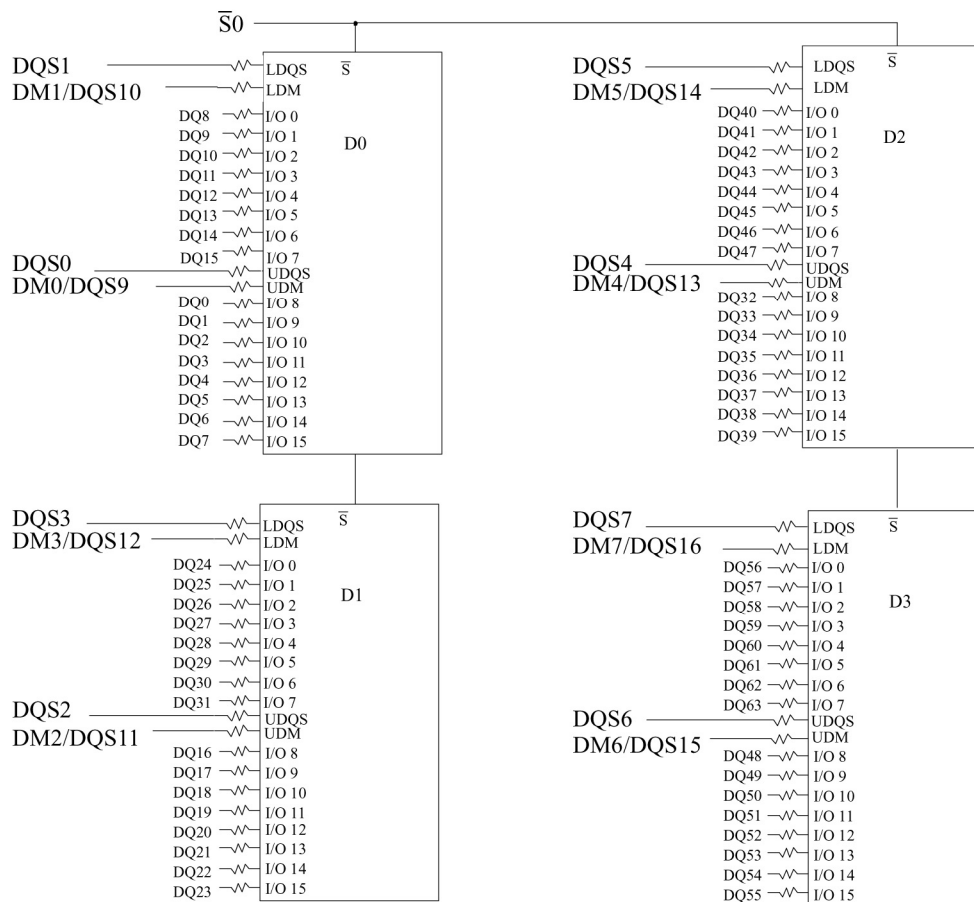 S̅0
DQS1
DM1/DQS10
LDQS
S̅
LDM
DQ8 I/O 0
DQ9 I/O 1
D0
DQ10 I/O 2
DQ11 I/O 3
DQ12 I/O 4
DQ13 I/O 5
DQ14 I/O 6
DQ15 I/O 7
DQS0 UDQS
DM0/DQS9 UDM
DQ0 I/O 8
DQ1 I/O 9
DQ2 I/O 10
DQ3 I/O 11
DQ4 I/O 12
DQ5 I/O 13
DQ6 I/O 14
DQ7 I/O 15
DQS5 LDQS
S̅
DM5/DQS14 LDM
DQ40 I/O 0
DQ41 I/O 1
D2
DQ42 I/O 2
DQ43 I/O 3
DQ44 I/O 4
DQ45 I/O 5
DQ46 I/O 6
DQ47 I/O 7
DQS4 UDQS
DM4/DQS13 UDM
DQ32 I/O 8
DQ33 I/O 9
DQ34 I/O 10
DQ35 I/O 11
DQ36 I/O 12
DQ37 I/O 13
DQ38 I/O 14
DQ39 I/O 15
DQS3 LDQS
S̅
DM3/DQS12 LDM
DQ24 I/O 0
DQ25 I/O 1
D1
DQ26 I/O 2
DQ27 I/O 3
DQ28 I/O 4
DQ29 I/O 5
DQ30 I/O 6
DQ31 I/O 7
DQS2 UDQS
DM2/DQS11 UDM
DQ16 I/O 8
DQ17 I/O 9
DQ18 I/O 10
DQ19 I/O 11
DQ20 I/O 12
DQ21 I/O 13
DQ22 I/O 14
DQ23 I/O 15
DQS7 LDQS
S̅
DM7/DQS16 LDM
DQ56 I/O 0
DQ57 I/O 1
D3
DQ58 I/O 2
DQ59 I/O 3
DQ60 I/O 4
DQ61 I/O 5
DQ62 I/O 6
DQ63 I/O 7
DQS6 UDQS
DM6/DQS15 UDM
DQ48 I/O 8
DQ49 I/O 9
DQ50 I/O 10
DQ51 I/O 11
DQ52 I/O 12
DQ53 I/O 13
DQ54 I/O 14
DQ55 I/O 15